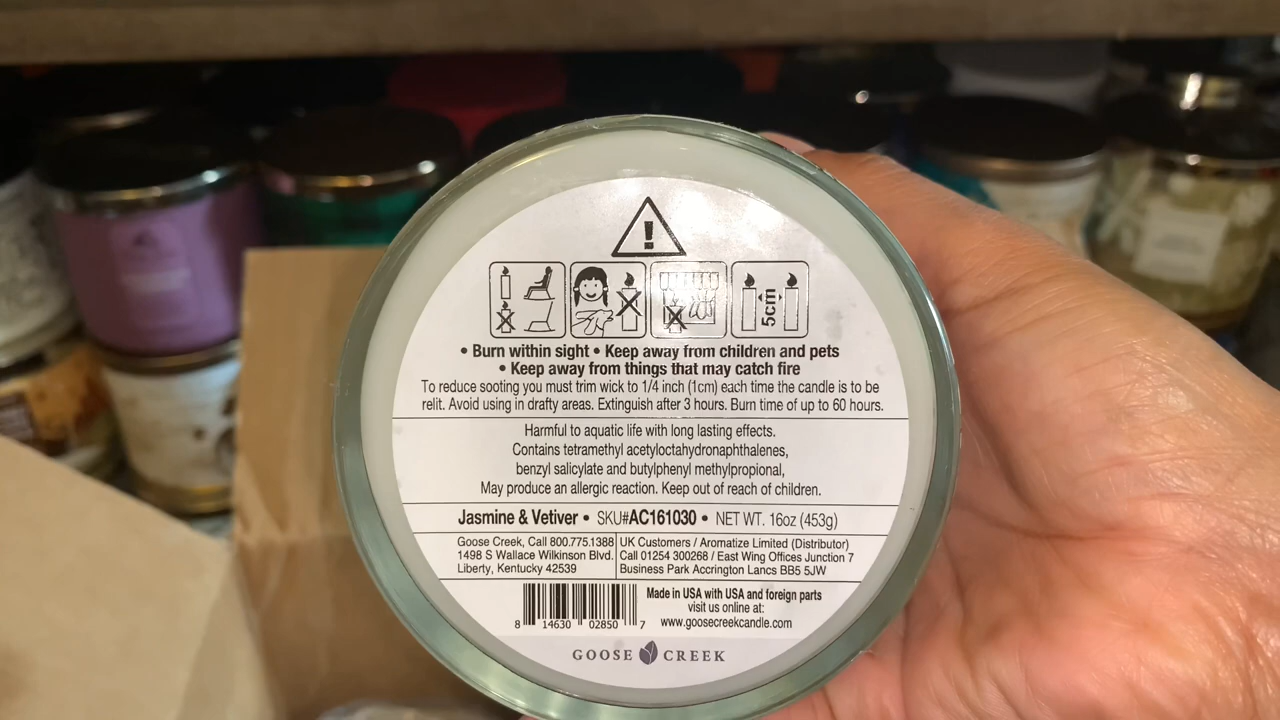 !
5cm
• Burn within sight • Keep away from children and pets
• Keep away from things that may catch fire
To reduce sooting you must trim wick to 1/4 inch (1cm) each time the candle is to be
relit. Avoid using in drafty areas. Extinguish after 3 hours. Burn time of up to 60 hours.
Harmful to aquatic life with long lasting effects.
Contains tetramethyl acetyloctahydronaphthalenes,
benzyl salicylate and butylphenyl methylpropional,
May produce an allergic reaction. Keep out of reach of children.
Jasmine & Vetiver • SKU#AC161030 • NET WT. 16oz (453g)
Goose Creek, Call 800.775.1388
1498 S Wallace Wilkinson Blvd.
Liberty, Kentucky 42539
UK Customers / Aromatize Limited (Distributor)
Call 01254 300268 / East Wing Offices Junction 7
Business Park Accrington Lancs BB5 5JW
8 14630 02850 7
Made in USA with USA and foreign parts
visit us online at:
www.goosecreekcandle.com
GOOSE CREEK